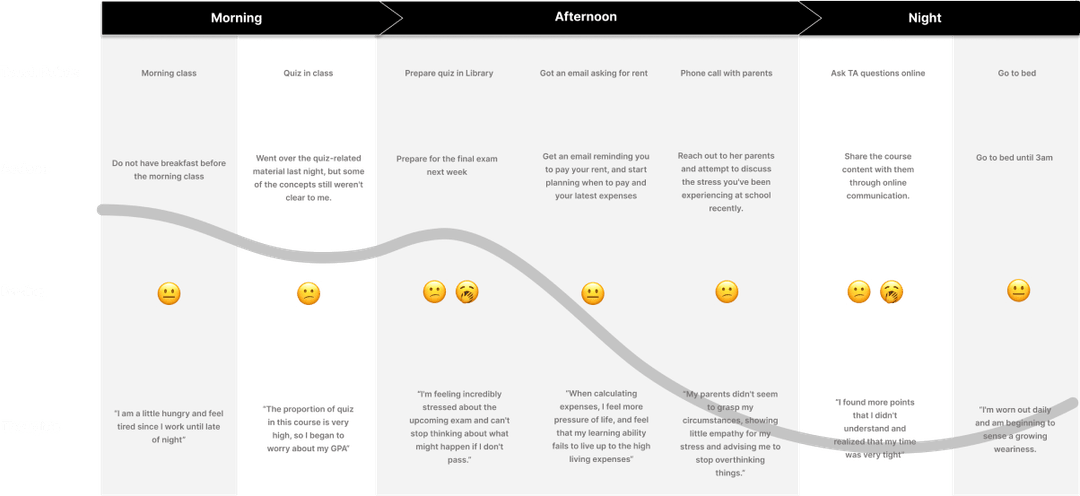 Morning
Afternoon
Night
Morning class
Quiz in class
Prepare quiz in Library
Got an email asking for rent
Phone call with parents
Ask TA questions online
Go to bed
Do not have breakfast before
the morning class
Went over the quiz-related
material last night, but some
of the concepts still weren't
clear to me.
Prepare for the final exam
next week
Get an email reminding you
to pay your rent, and start
planning when to pay and
your latest expenses
Reach out to her parents
and attempt to discuss
the stress you've been
experiencing at school
recently.
Share the course
content with them
through online
communication.
Go to bed until 3am
"I am a little hungry and feel
tired since I work until late
of night"
"The proportion of quiz
in this course is very
high, so I began to
worry about my GPA"
"I'm feeling incredibly
stressed about the
upcoming exam and can't
stop thinking about what
might happen if I don't
pass."
"When calculating
expenses, I feel more
pressure of life, and feel
that my learning ability
fails to live up to the high
living expenses"
"My parents didn't seem
to grasp my
circumstances, showing
little empathy for my
stress and advising me to
stop overthinking
things."
"I found more points
that I didn't
understand and
realized that my time
was very tight"
"I'm worn out daily
and am beginning to
sense a growing
weariness.